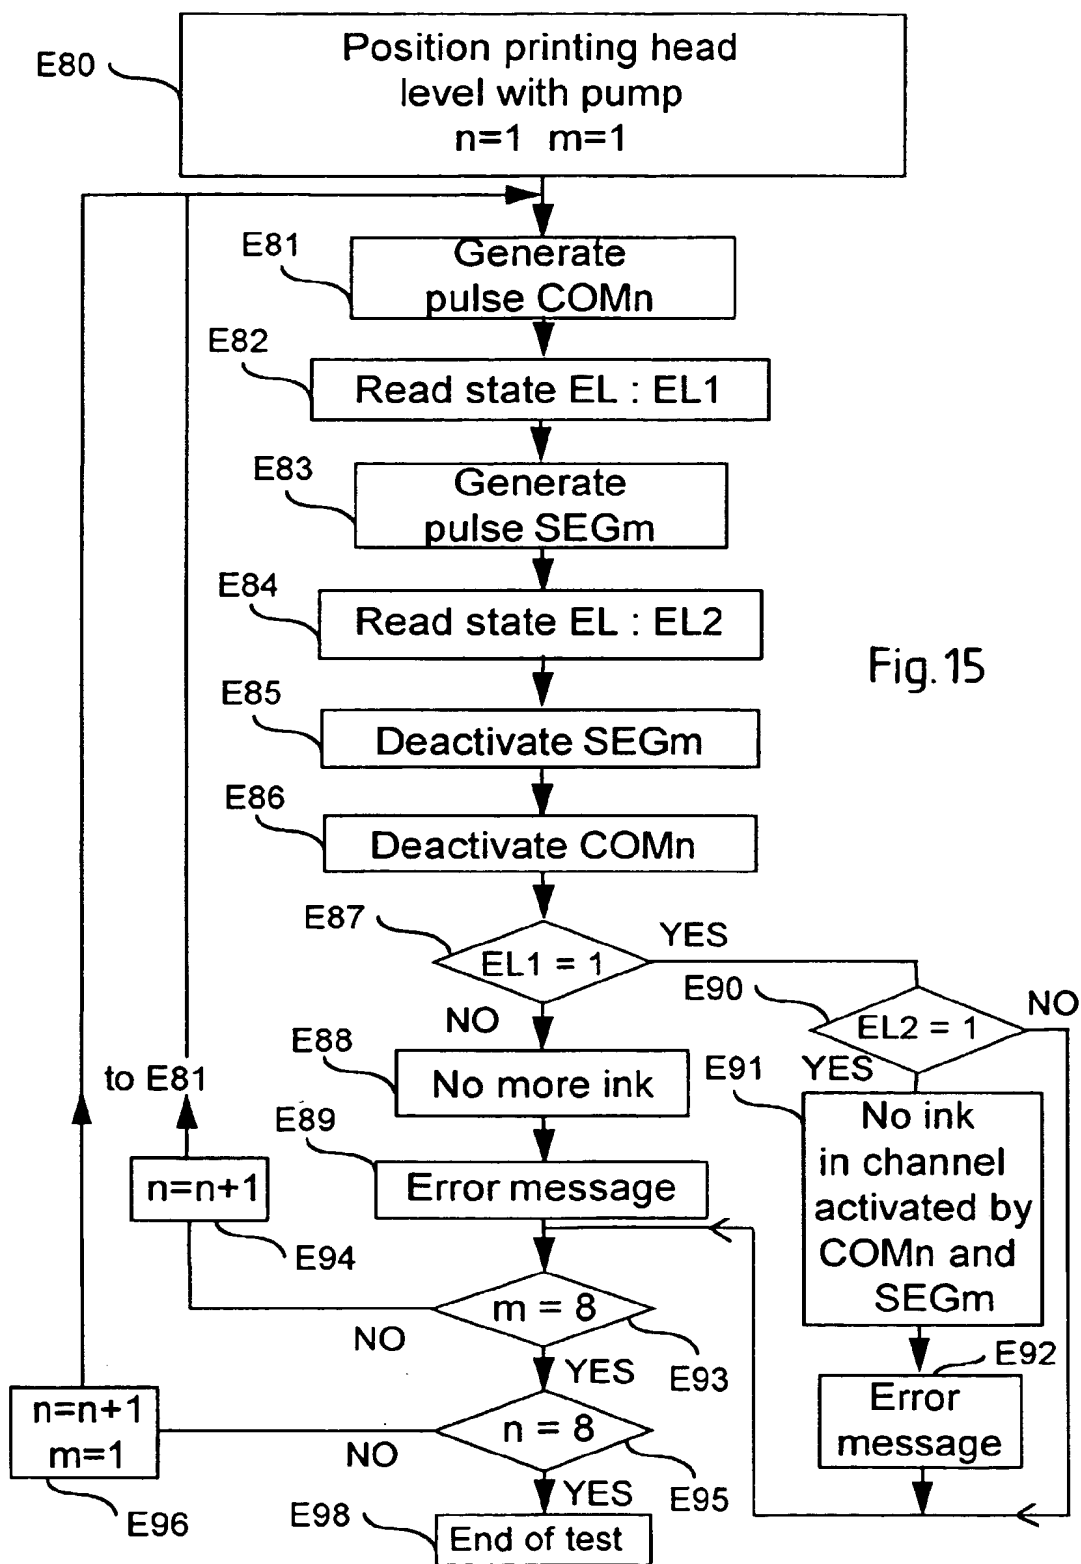 E80
Position printing head
level with pump
n=1 m=1
E81
Generate
pulse COMn
E82
Read state EL : EL1
E83
Generate
pulse SEGm
E84
Read state EL : EL2
Fig.15
E85
Deactivate SEGm
E86
Deactivate COMn
E87
EL1 = 1
YES
NO
E90
EL2 = 1
NO
YES
E88
No more ink
E91
No ink
in channel
activated by
COMn and
SEGm
to E81
E89
Error message
n=n+1
E94
m = 8
NO
E93
YES
E92
Error
message
n=n+1
m=1
E96
n = 8
NO
E95
YES
E98
End of test